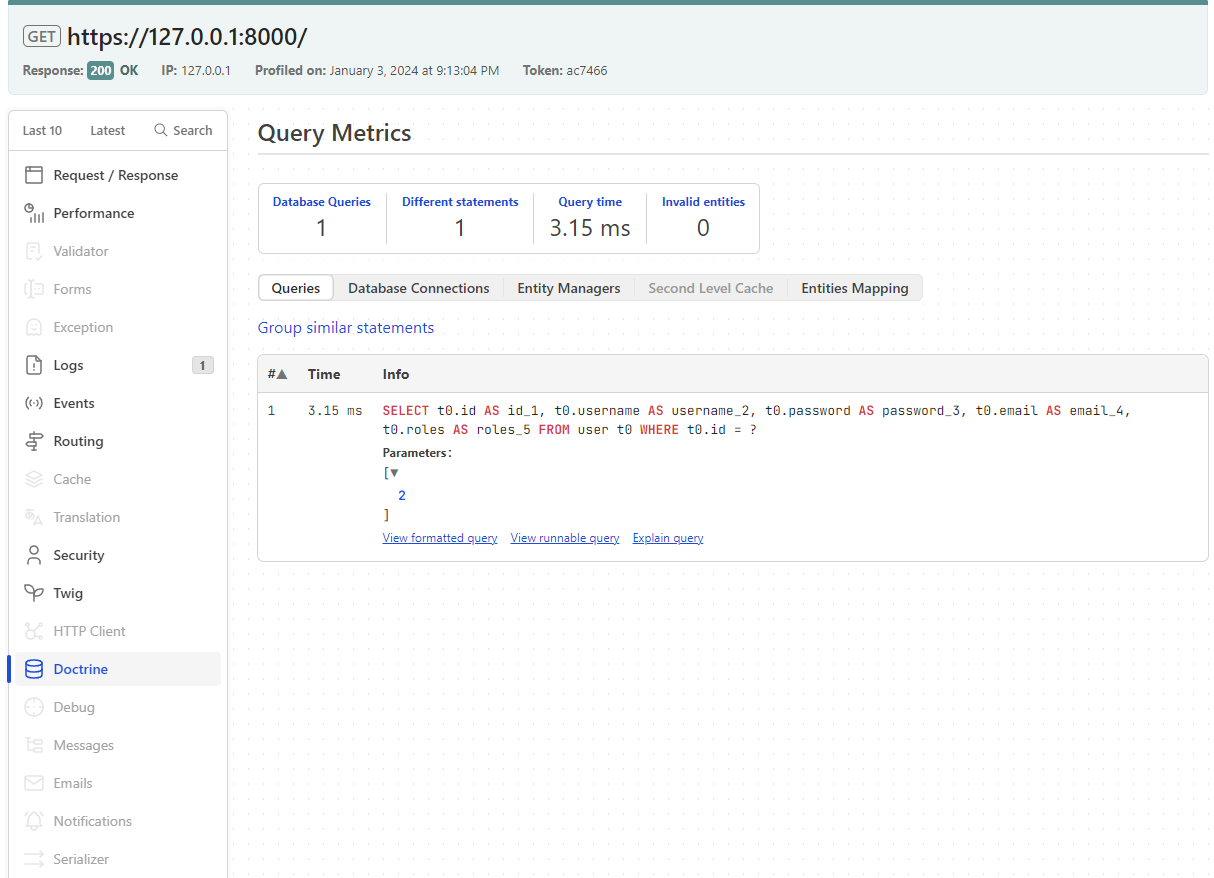 GET https://127.0.0.1:8000/
Response: 200 OK IP: 127.0.0.1 Profiled on: January 3, 2024 at 9:13:04 PM Token: ac7466
Last 10 Latest Search
Request / Response
Performance
Validator
Forms
Exception
Logs 1
Events
Routing
Cache
Translation
Security
Twig
HTTP Client
Doctrine
Debug
Messages
Emails
Notifications
Serializer
Query Metrics
Database Queries Different statements Query time Invalid entities
1 1 3.15 ms 0
Queries Database Connections Entity Managers Second Level Cache Entities Mapping
Group similar statements
#▲ Time Info
1 3.15 ms SELECT t0.id AS id_1, t0.username AS username_2, t0.password AS password_3, t0.email AS email_4,
t0.roles AS roles_5 FROM user t0 WHERE t0.id = ?
Parameters:
[▼
2
]
View formatted query View runnable query Explain query